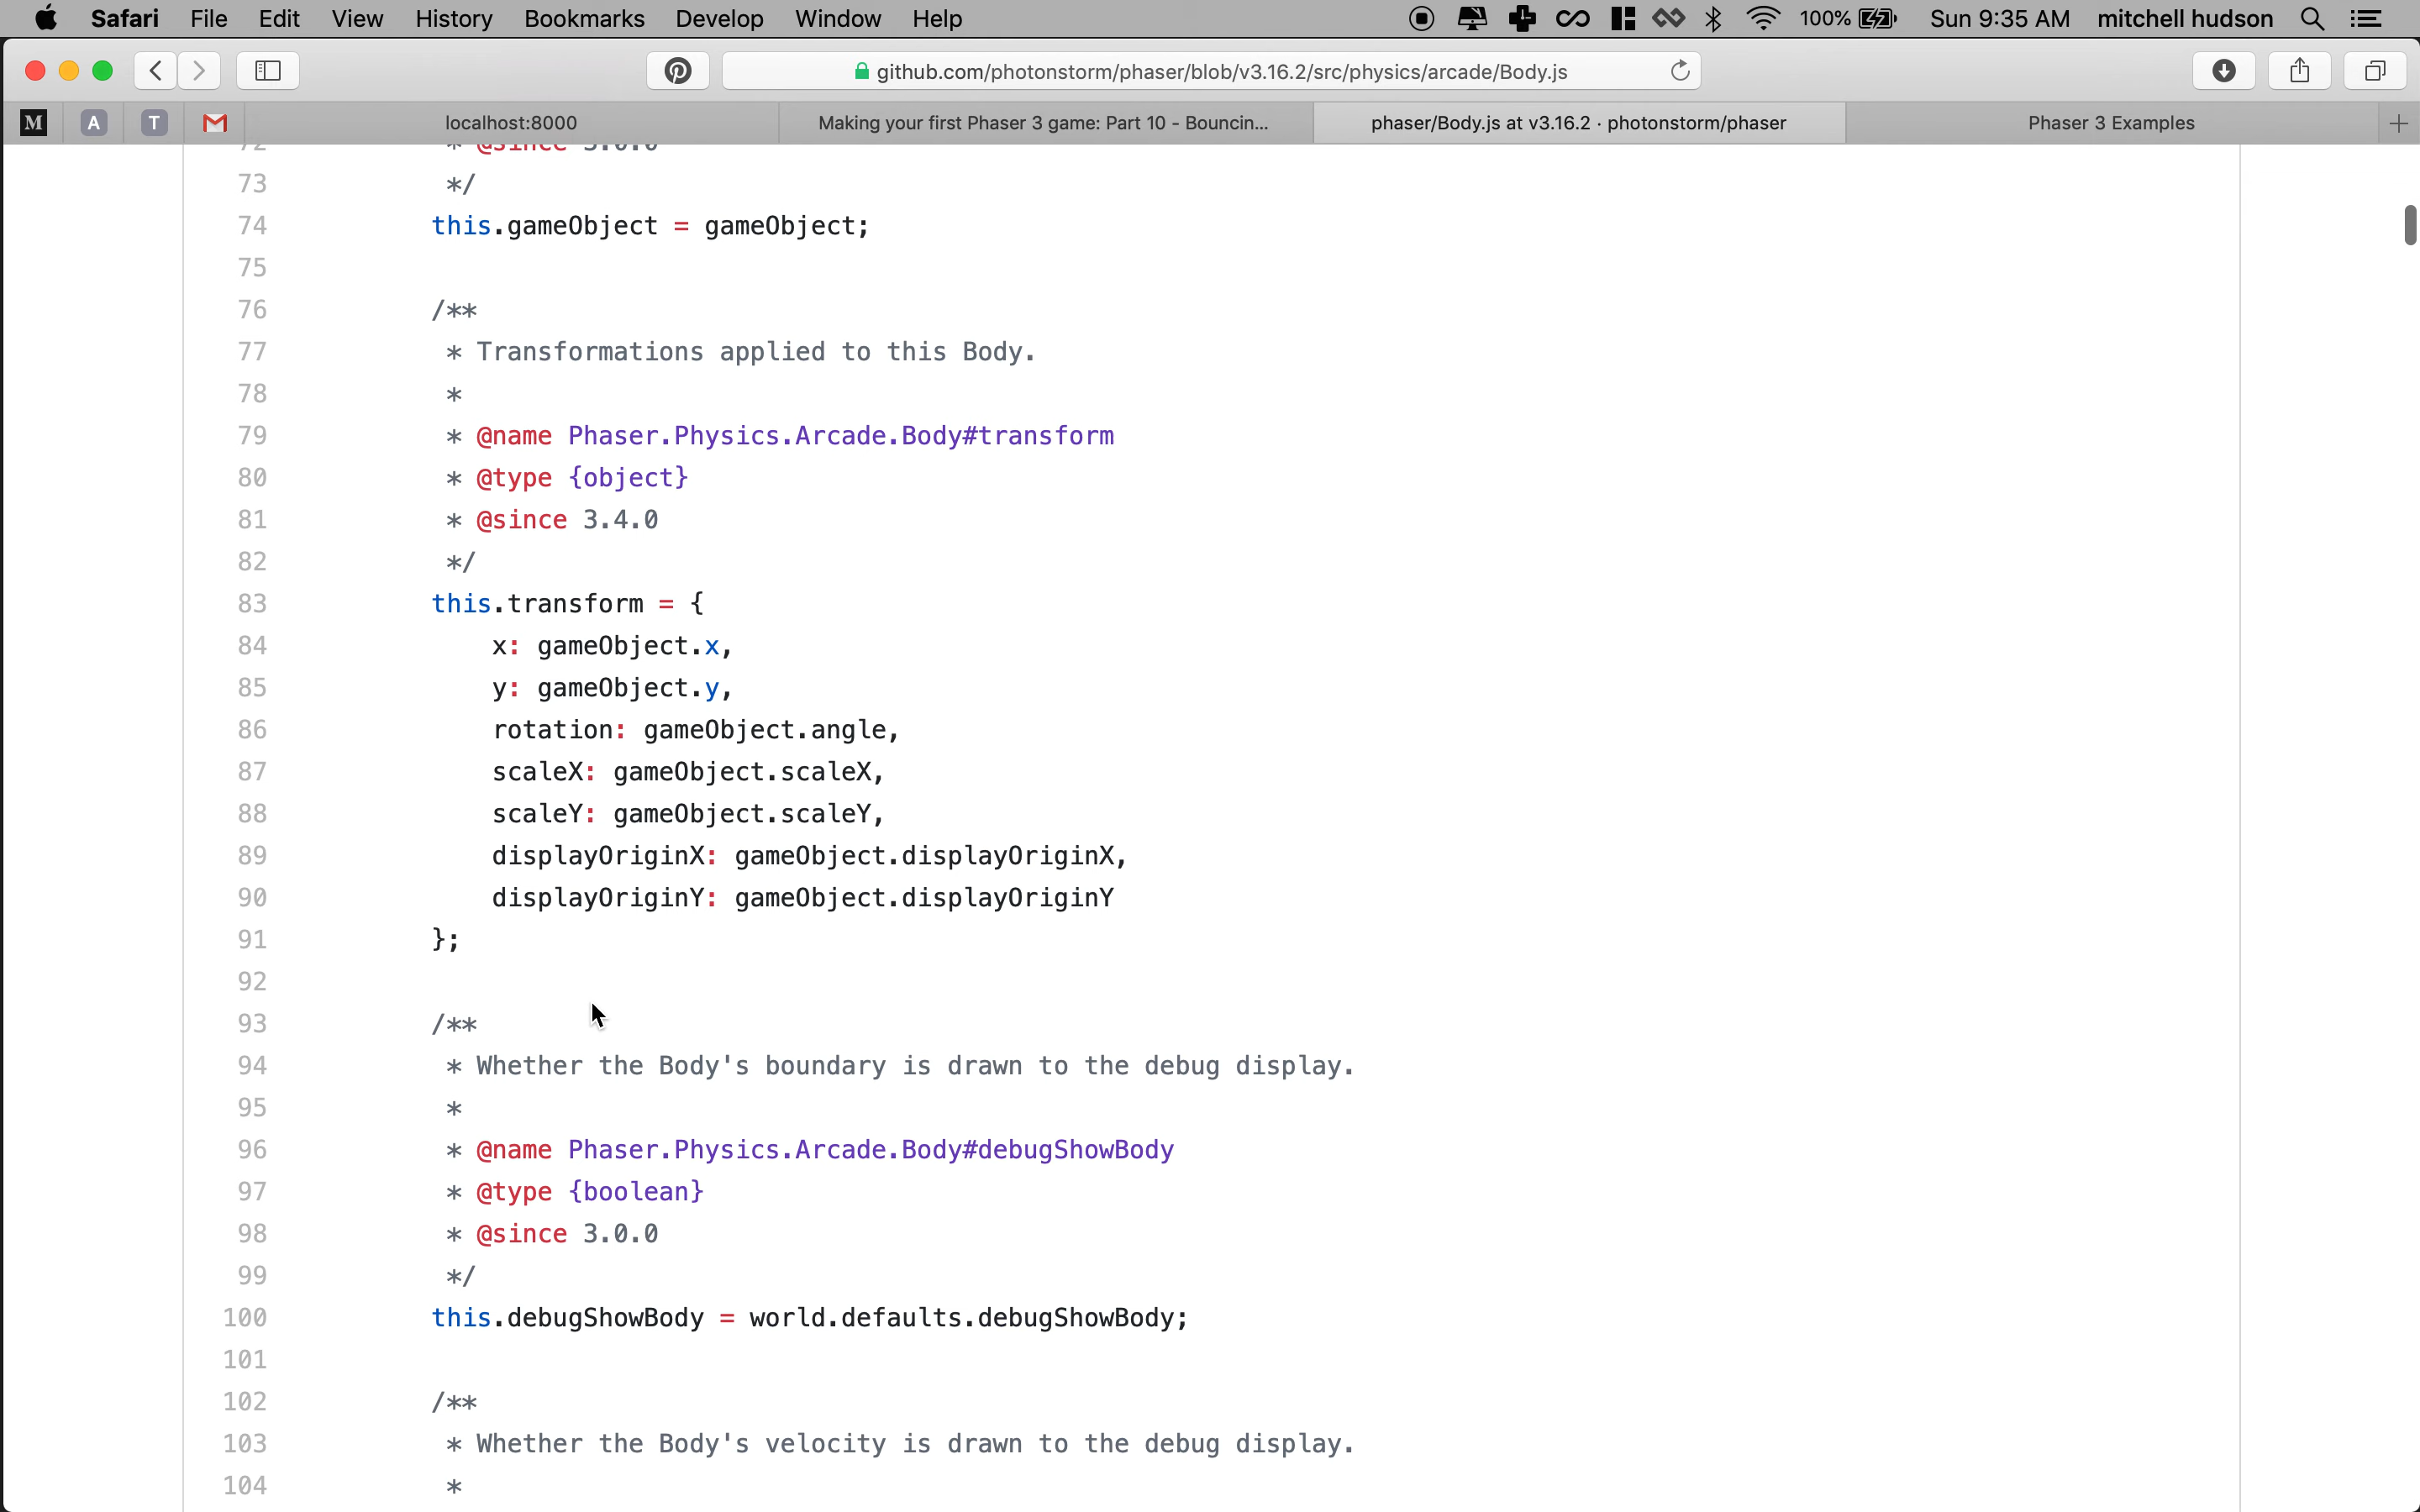 Safari File Edit View History Bookmarks Develop Window Help 100% Sun 9:35 AM mitchell hudson
github.com/photonstorm/phaser/blob/v3.16.2/src/physics/arcade/Body.js
M A T localhost:8000 Making your first Phaser 3 game: Part 10 - Bouncin... phaser/Body.js at v3.16.2 · photonstorm/phaser Phaser 3 Examples +
72 * @since 3.0.0
73 */
74 this.gameObject = gameObject;
75
76 /**
77 * Transformations applied to this Body.
78 *
79 * @name Phaser.Physics.Arcade.Body#transform
80 * @type {object}
81 * @since 3.4.0
82 */
83 this.transform = {
84 x: gameObject.x,
85 y: gameObject.y,
86 rotation: gameObject.angle,
87 scaleX: gameObject.scaleX,
88 scaleY: gameObject.scaleY,
89 displayOriginX: gameObject.displayOriginX,
90 displayOriginY: gameObject.displayOriginY
91 };
92
93 /**
94 * Whether the Body's boundary is drawn to the debug display.
95 *
96 * @name Phaser.Physics.Arcade.Body#debugShowBody
97 * @type {boolean}
98 * @since 3.0.0
99 */
100 this.debugShowBody = world.defaults.debugShowBody;
101
102 /**
103 * Whether the Body's velocity is drawn to the debug display.
104 *